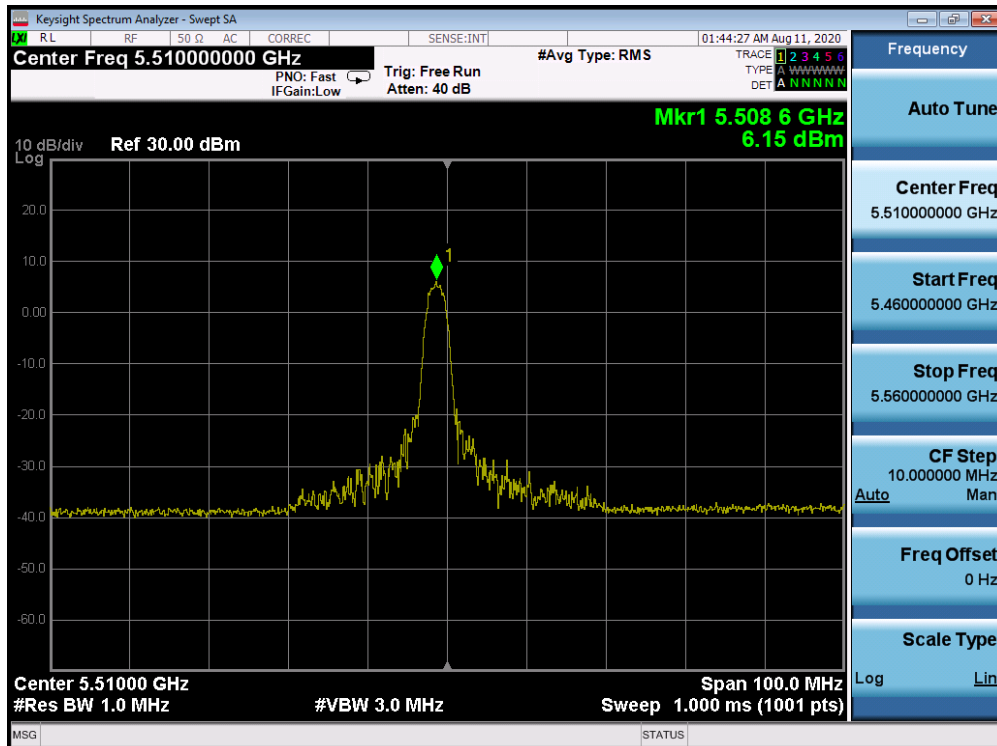 Keysight Spectrum Analyzer - Swept SA
LXI RL RF 50 Ω AC CORREC SENSE:INT 01:44:27 AM Aug 11, 2020
Center Freq 5.510000000 GHz
PNO: Fast
IFGain:Low
Trig: Free Run
Atten: 40 dB
#Avg Type: RMS
TRACE 1 2 3 4 5 6
TYPE A WWWWWW
DET A N N N N N
Mkr1 5.508 6 GHz
6.15 dBm
10 dB/div Ref 30.00 dBm
Log
1
20.0
10.0
0.00
-10.0
-20.0
-30.0
-40.0
-50.0
-60.0
Center 5.51000 GHz Span 100.0 MHz
#Res BW 1.0 MHz #VBW 3.0 MHz Sweep 1.000 ms (1001 pts)
MSG STATUS
Frequency
Auto Tune
Center Freq
5.510000000 GHz
Start Freq
5.460000000 GHz
Stop Freq
5.560000000 GHz
CF Step
10.000000 MHz
Auto Man
Freq Offset
0 Hz
Scale Type
Log Lin